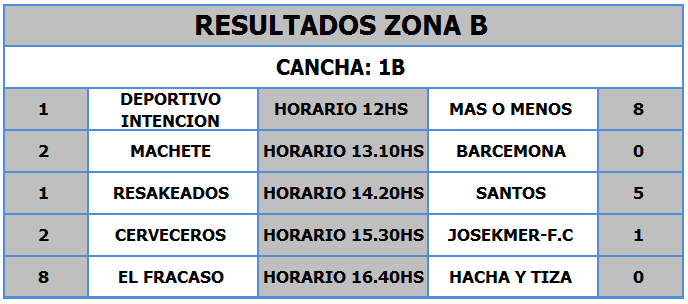 RESULTADOS ZONA B
CANCHA: 1B
1 DEPORTIVO INTENCION HORARIO 12HS MAS O MENOS 8
2 MACHETE HORARIO 13.10HS BARCEMONA 0
1 RESAKEADOS HORARIO 14.20HS SANTOS 5
2 CERVECEROS HORARIO 15.30HS JOSEKMER-F.C 1
8 EL FRACASO HORARIO 16.40HS HACHA Y TIZA 0